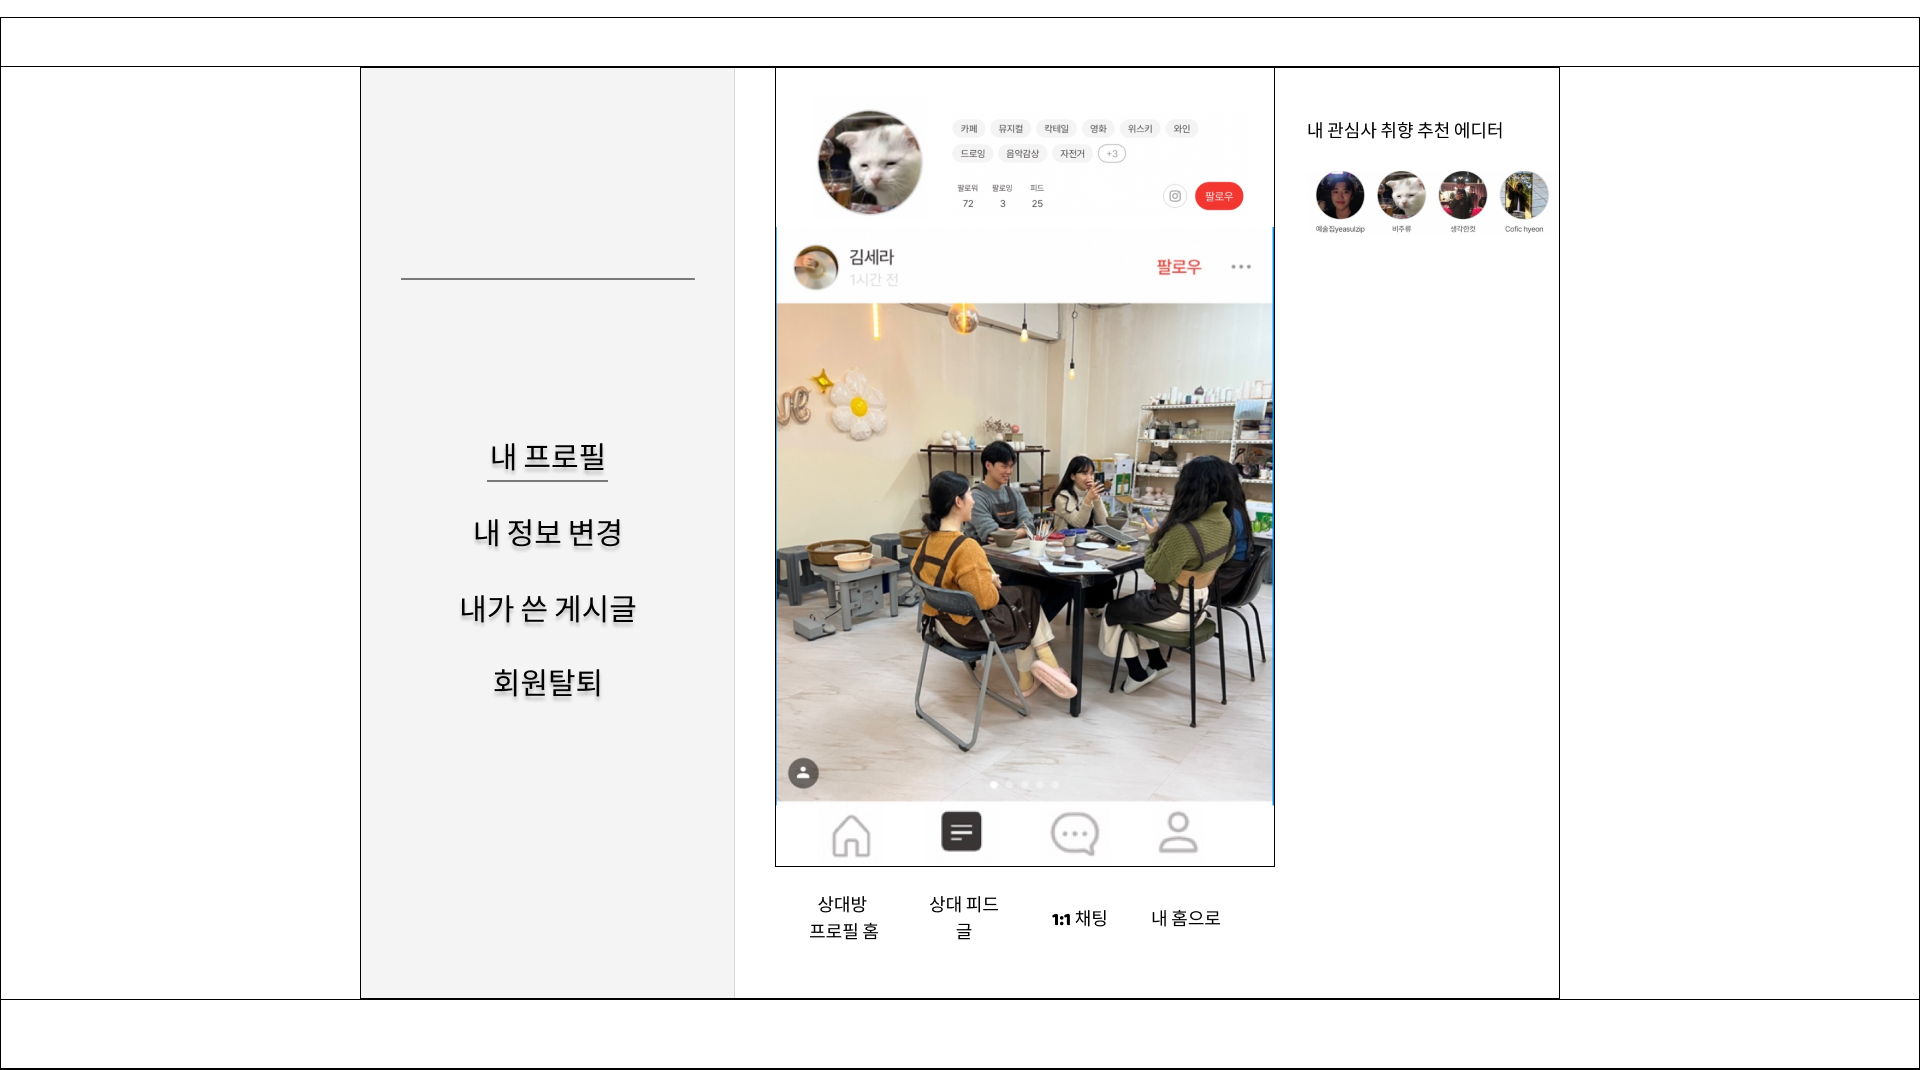 내 프로필
내 정보 변경
내가 쓴 게시글
회원탈퇴
카페 뮤지컬 칵테일 영화 위스키 와인
드로잉 음악감상 자전거 +3
팔로워 팔로잉 피드
72 3 25
팔로우
김세라
1시간 전
팔로우
상대방
프로필 홈
상대 피드
글
1:1 채팅
내 홈으로
내 관심사 취향 추천 에디터
예술집yeasulzip 비주류 생각한컷 Cofic hyeon